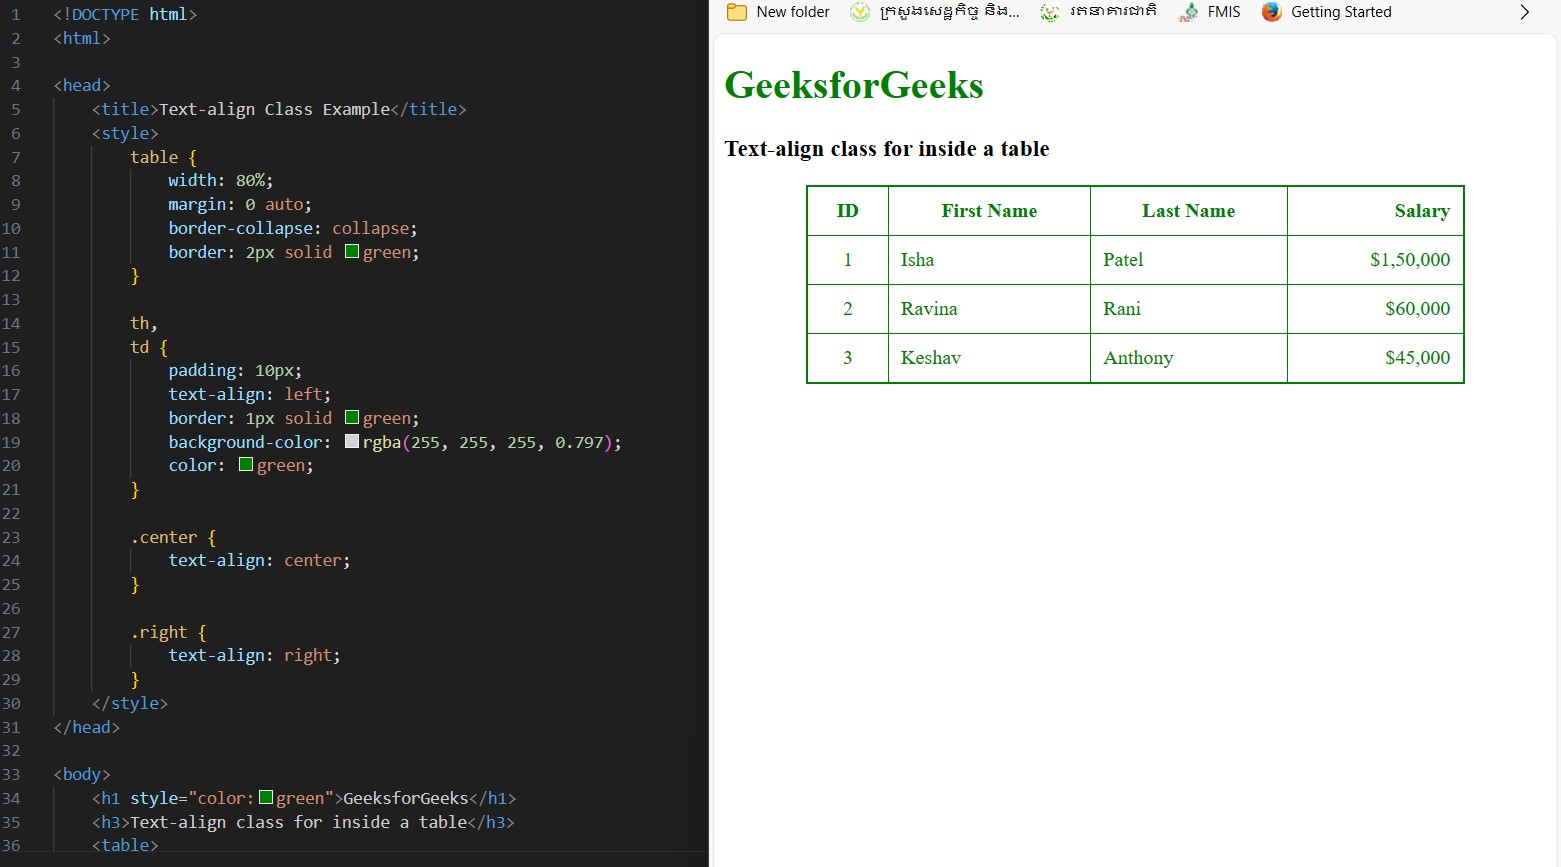 1 <!DOCTYPE html>
2 <html>
3
4 <head>
5 <title>Text-align Class Example</title>
6 <style>
7 table {
8 width: 80%;
9 margin: 0 auto;
10 border-collapse: collapse;
11 border: 2px solid green;
12 }
13
14 th,
15 td {
16 padding: 10px;
17 text-align: left;
18 border: 1px solid green;
19 background-color: rgba(255, 255, 255, 0.797);
20 color: green;
21 }
22
23 .center {
24 text-align: center;
25 }
26
27 .right {
28 text-align: right;
29 }
30 </style>
31 </head>
32
33 <body>
34 <h1 style="color:green">GeeksforGeeks</h1>
35 <h3>Text-align class for inside a table</h3>
36 <table>
New folder ក្រសួងសេដ្ឋកិច្ច និង... រតនាគារជាតិ FMIS Getting Started
GeeksforGeeks
Text-align class for inside a table
ID First Name Last Name Salary
1 Isha Patel $1,50,000
2 Ravina Rani $60,000
3 Keshav Anthony $45,000